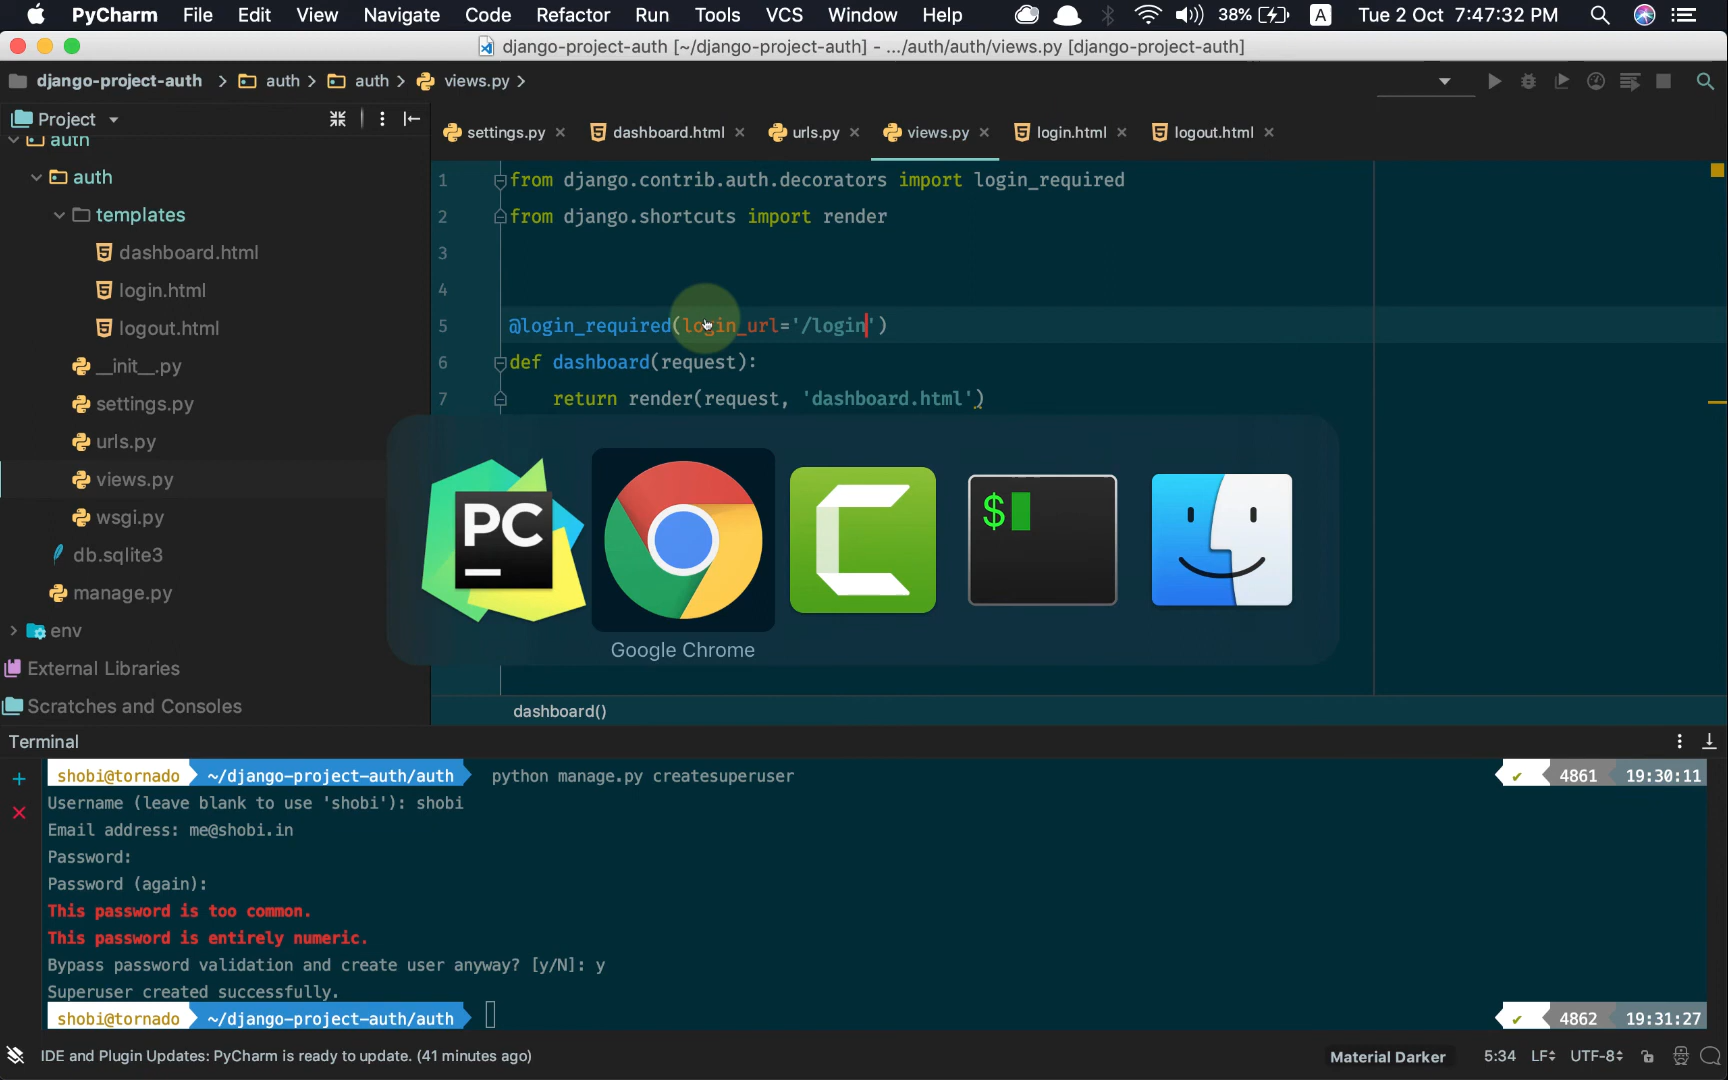 PyCharm File Edit View Navigate Code Refactor Run Tools VCS Window Help 38% A Tue 2 Oct 7:47:32 PM
django-project-auth [~/django-project-auth] - .../auth/auth/views.py [django-project-auth]
django-project-auth auth auth views.py
Project
settings.py dashboard.html urls.py views.py login.html logout.html
auth
auth
templates
dashboard.html
login.html
logout.html
__init__.py
settings.py
urls.py
views.py
wsgi.py
db.sqlite3
manage.py
env
External Libraries
Scratches and Consoles
1 from django.contrib.auth.decorators import login_required
2 from django.shortcuts import render
3
4
5 @login_required(login_url='/login')
6 def dashboard(request):
7 return render(request, 'dashboard.html')
PC
$
Google Chrome
dashboard()
Terminal
shobi@tornado ~/django-project-auth/auth python manage.py createsuperuser ✔ 4861 19:30:11
Username (leave blank to use 'shobi'): shobi
Email address: me@shobi.in
Password:
Password (again):
This password is too common.
This password is entirely numeric.
Bypass password validation and create user anyway? [y/N]: y
Superuser created successfully.
shobi@tornado ~/django-project-auth/auth ✔ 4862 19:31:27
IDE and Plugin Updates: PyCharm is ready to update. (41 minutes ago) Material Darker 5:34 LF UTF-8